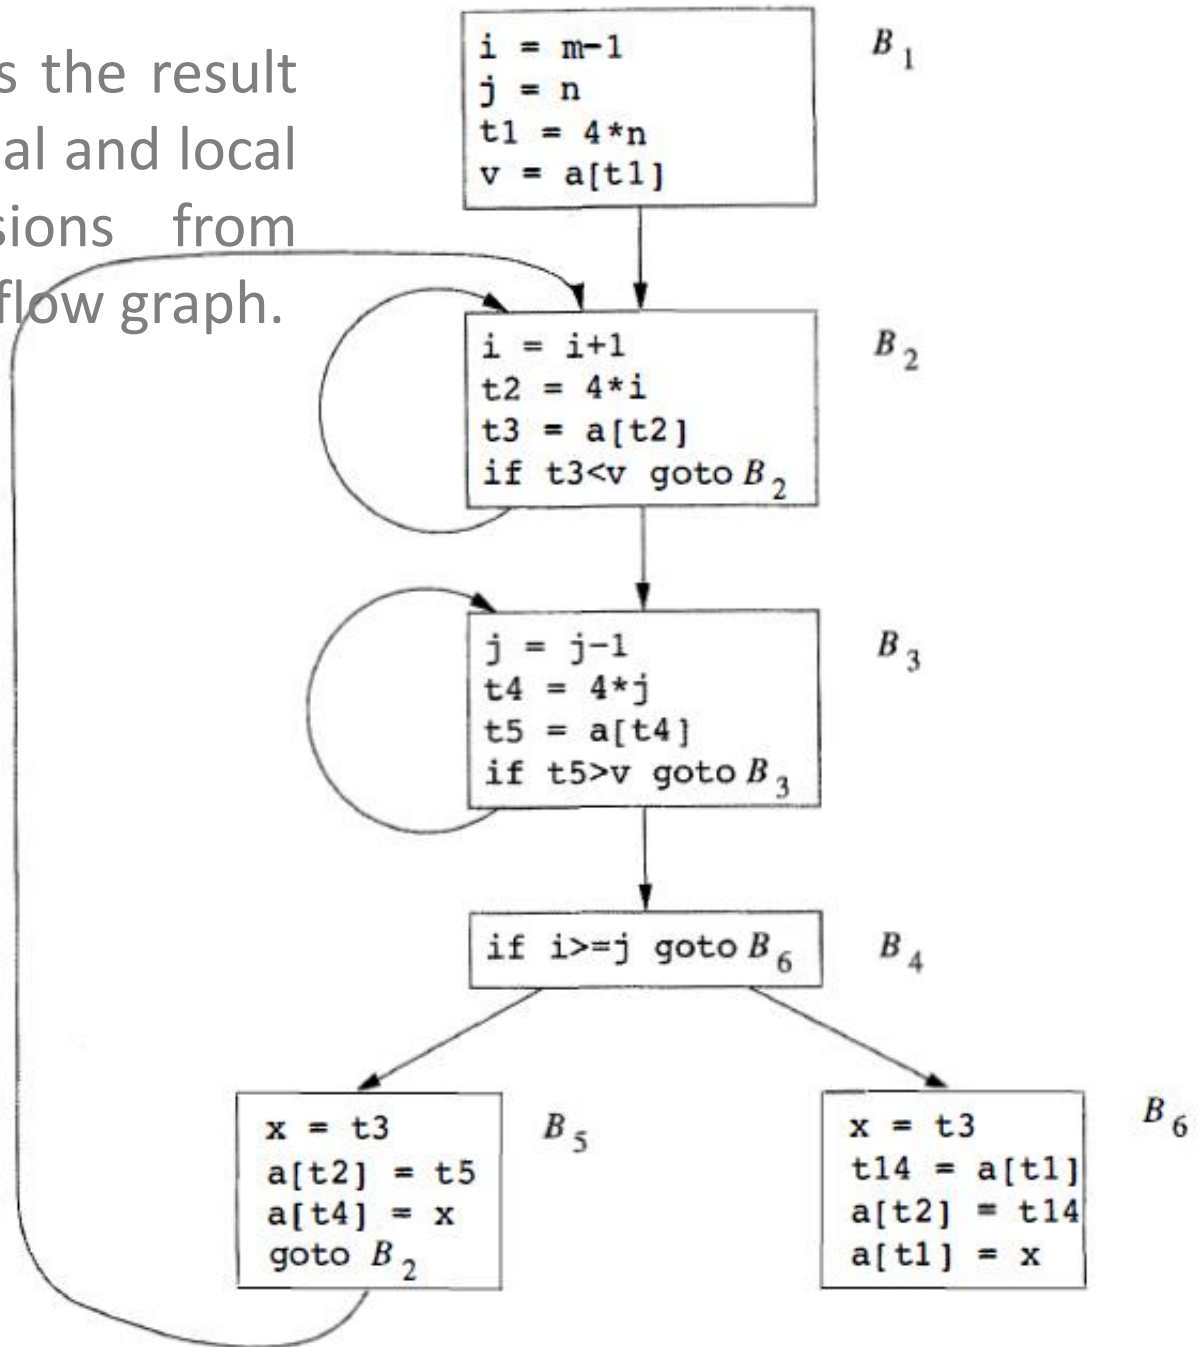 s the result
al and local
sions from
flow graph.
i = m-1
j = n
t1 = 4*n
v = a[t1]
B1
i = i+1
t2 = 4*i
t3 = a[t2]
if t3<v goto B2
B2
j = j-1
t4 = 4*j
t5 = a[t4]
if t5>v goto B3
B3
if i>=j goto B6
B4
x = t3
a[t2] = t5
a[t4] = x
goto B2
B5
x = t3
t14 = a[t1]
a[t2] = t14
a[t1] = x
B6